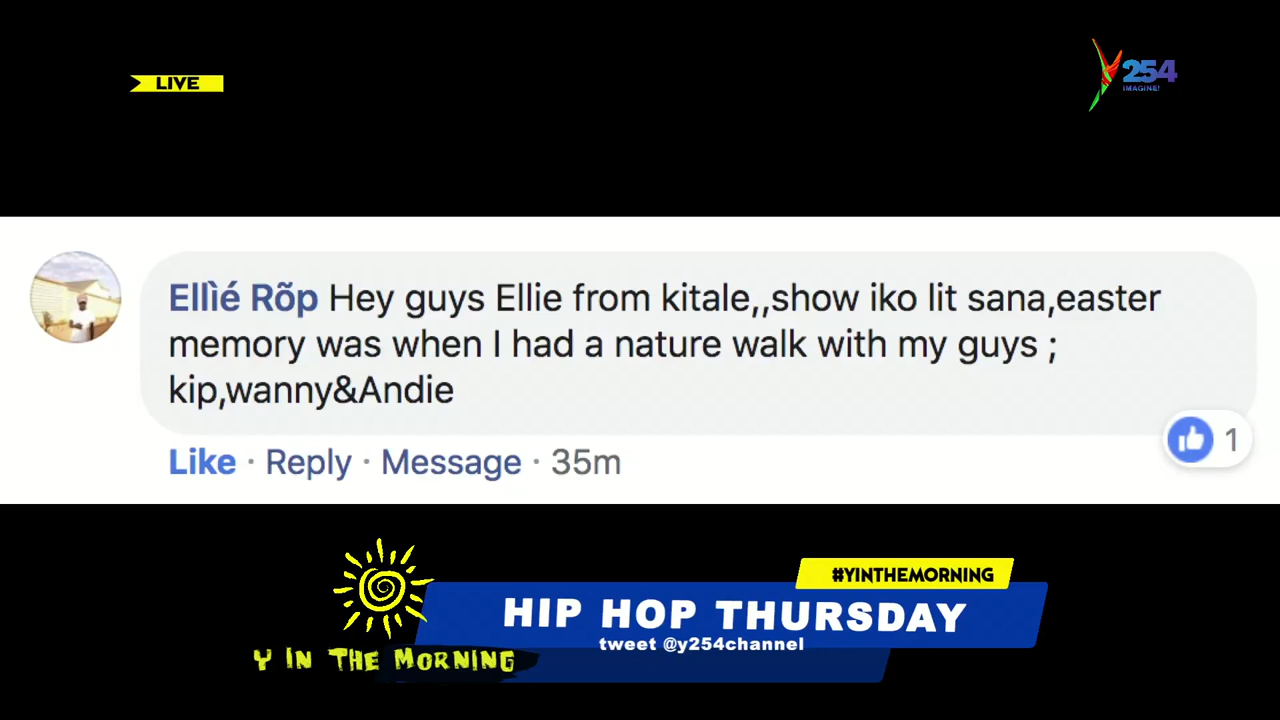 LIVE
Y254
IMAGINE!
Ellìé Rõp Hey guys Ellie from kitale,,show iko lit sana,easter
memory was when I had a nature walk with my guys ;
kip,wanny&Andie
Like · Reply · Message · 35m
1
#YINTHEMORNING
HIP HOP THURSDAY
tweet @y254channel
Y IN THE MORNING